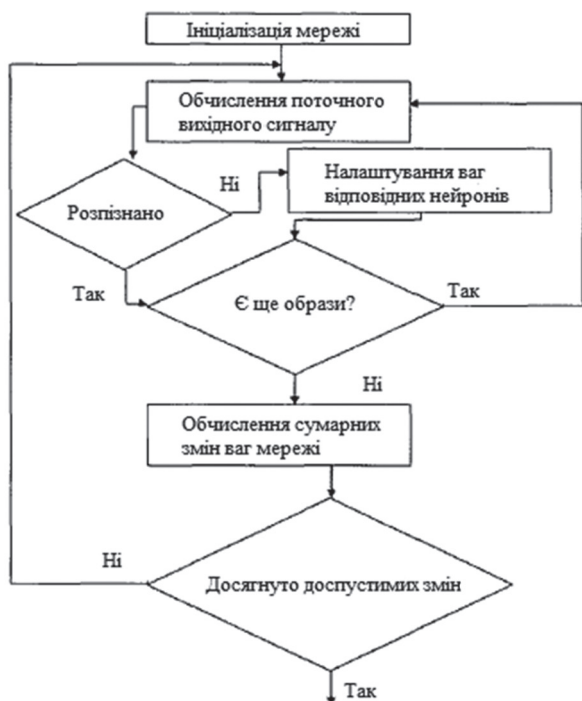 Ініціалізація мережі
Обчислення поточного
вихідного сигналу
Ні
Налаштування ваг
відповідних нейронів
Розпізнано
Так
Є ще образи?
Так
Ні
Обчислення сумарних
змін ваг мережі
Ні
Досягнуто доспустимих змін
Так